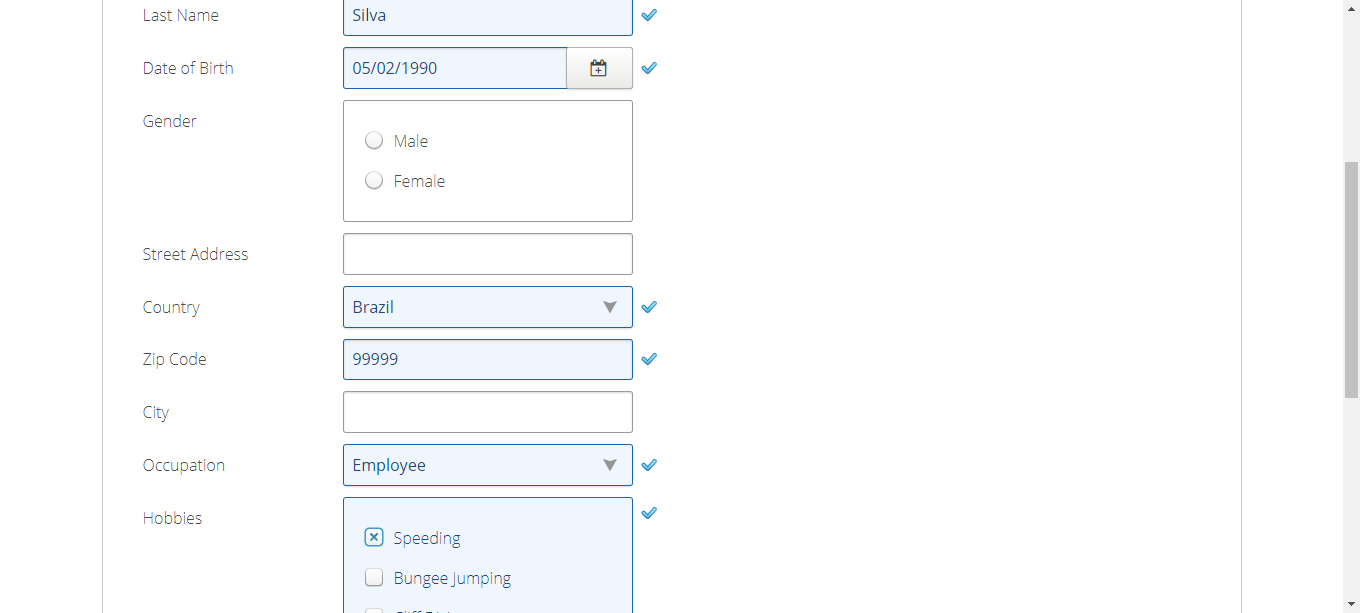 Last Name Silva
Date of Birth 05/02/1990
Gender
Male
Female
Street Address
Country Brazil
Zip Code 99999
City
Occupation Employee
Hobbies
Speeding
Bungee Jumping